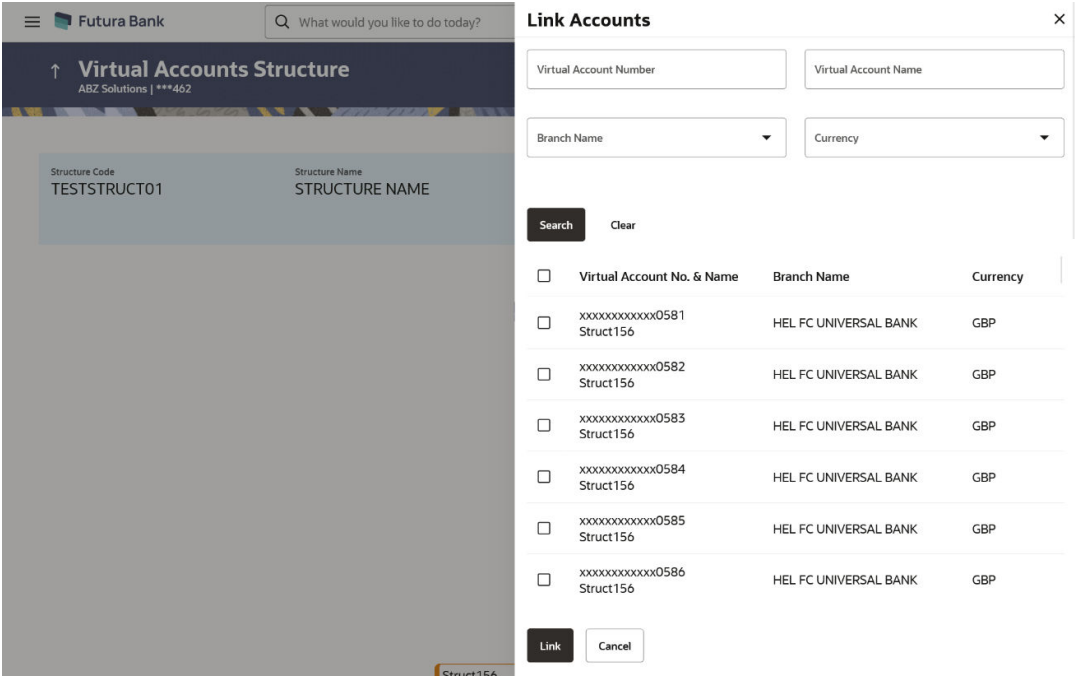 Futura Bank
What would you like to do today?
Virtual Accounts Structure
ABZ Solutions | ***462
Structure Code
TESTSTRUCT01
Structure Name
STRUCTURE NAME
Link Accounts
Virtual Account Number
Virtual Account Name
Branch Name
Currency
Search
Clear
Virtual Account No. & Name Branch Name Currency
xxxxxxxxxxxx0581
Struct156
HEL FC UNIVERSAL BANK GBP
xxxxxxxxxxxx0582
Struct156
HEL FC UNIVERSAL BANK GBP
xxxxxxxxxxxx0583
Struct156
HEL FC UNIVERSAL BANK GBP
xxxxxxxxxxxx0584
Struct156
HEL FC UNIVERSAL BANK GBP
xxxxxxxxxxxx0585
Struct156
HEL FC UNIVERSAL BANK GBP
xxxxxxxxxxxx0586
Struct156
HEL FC UNIVERSAL BANK GBP
Link
Cancel
Struct156